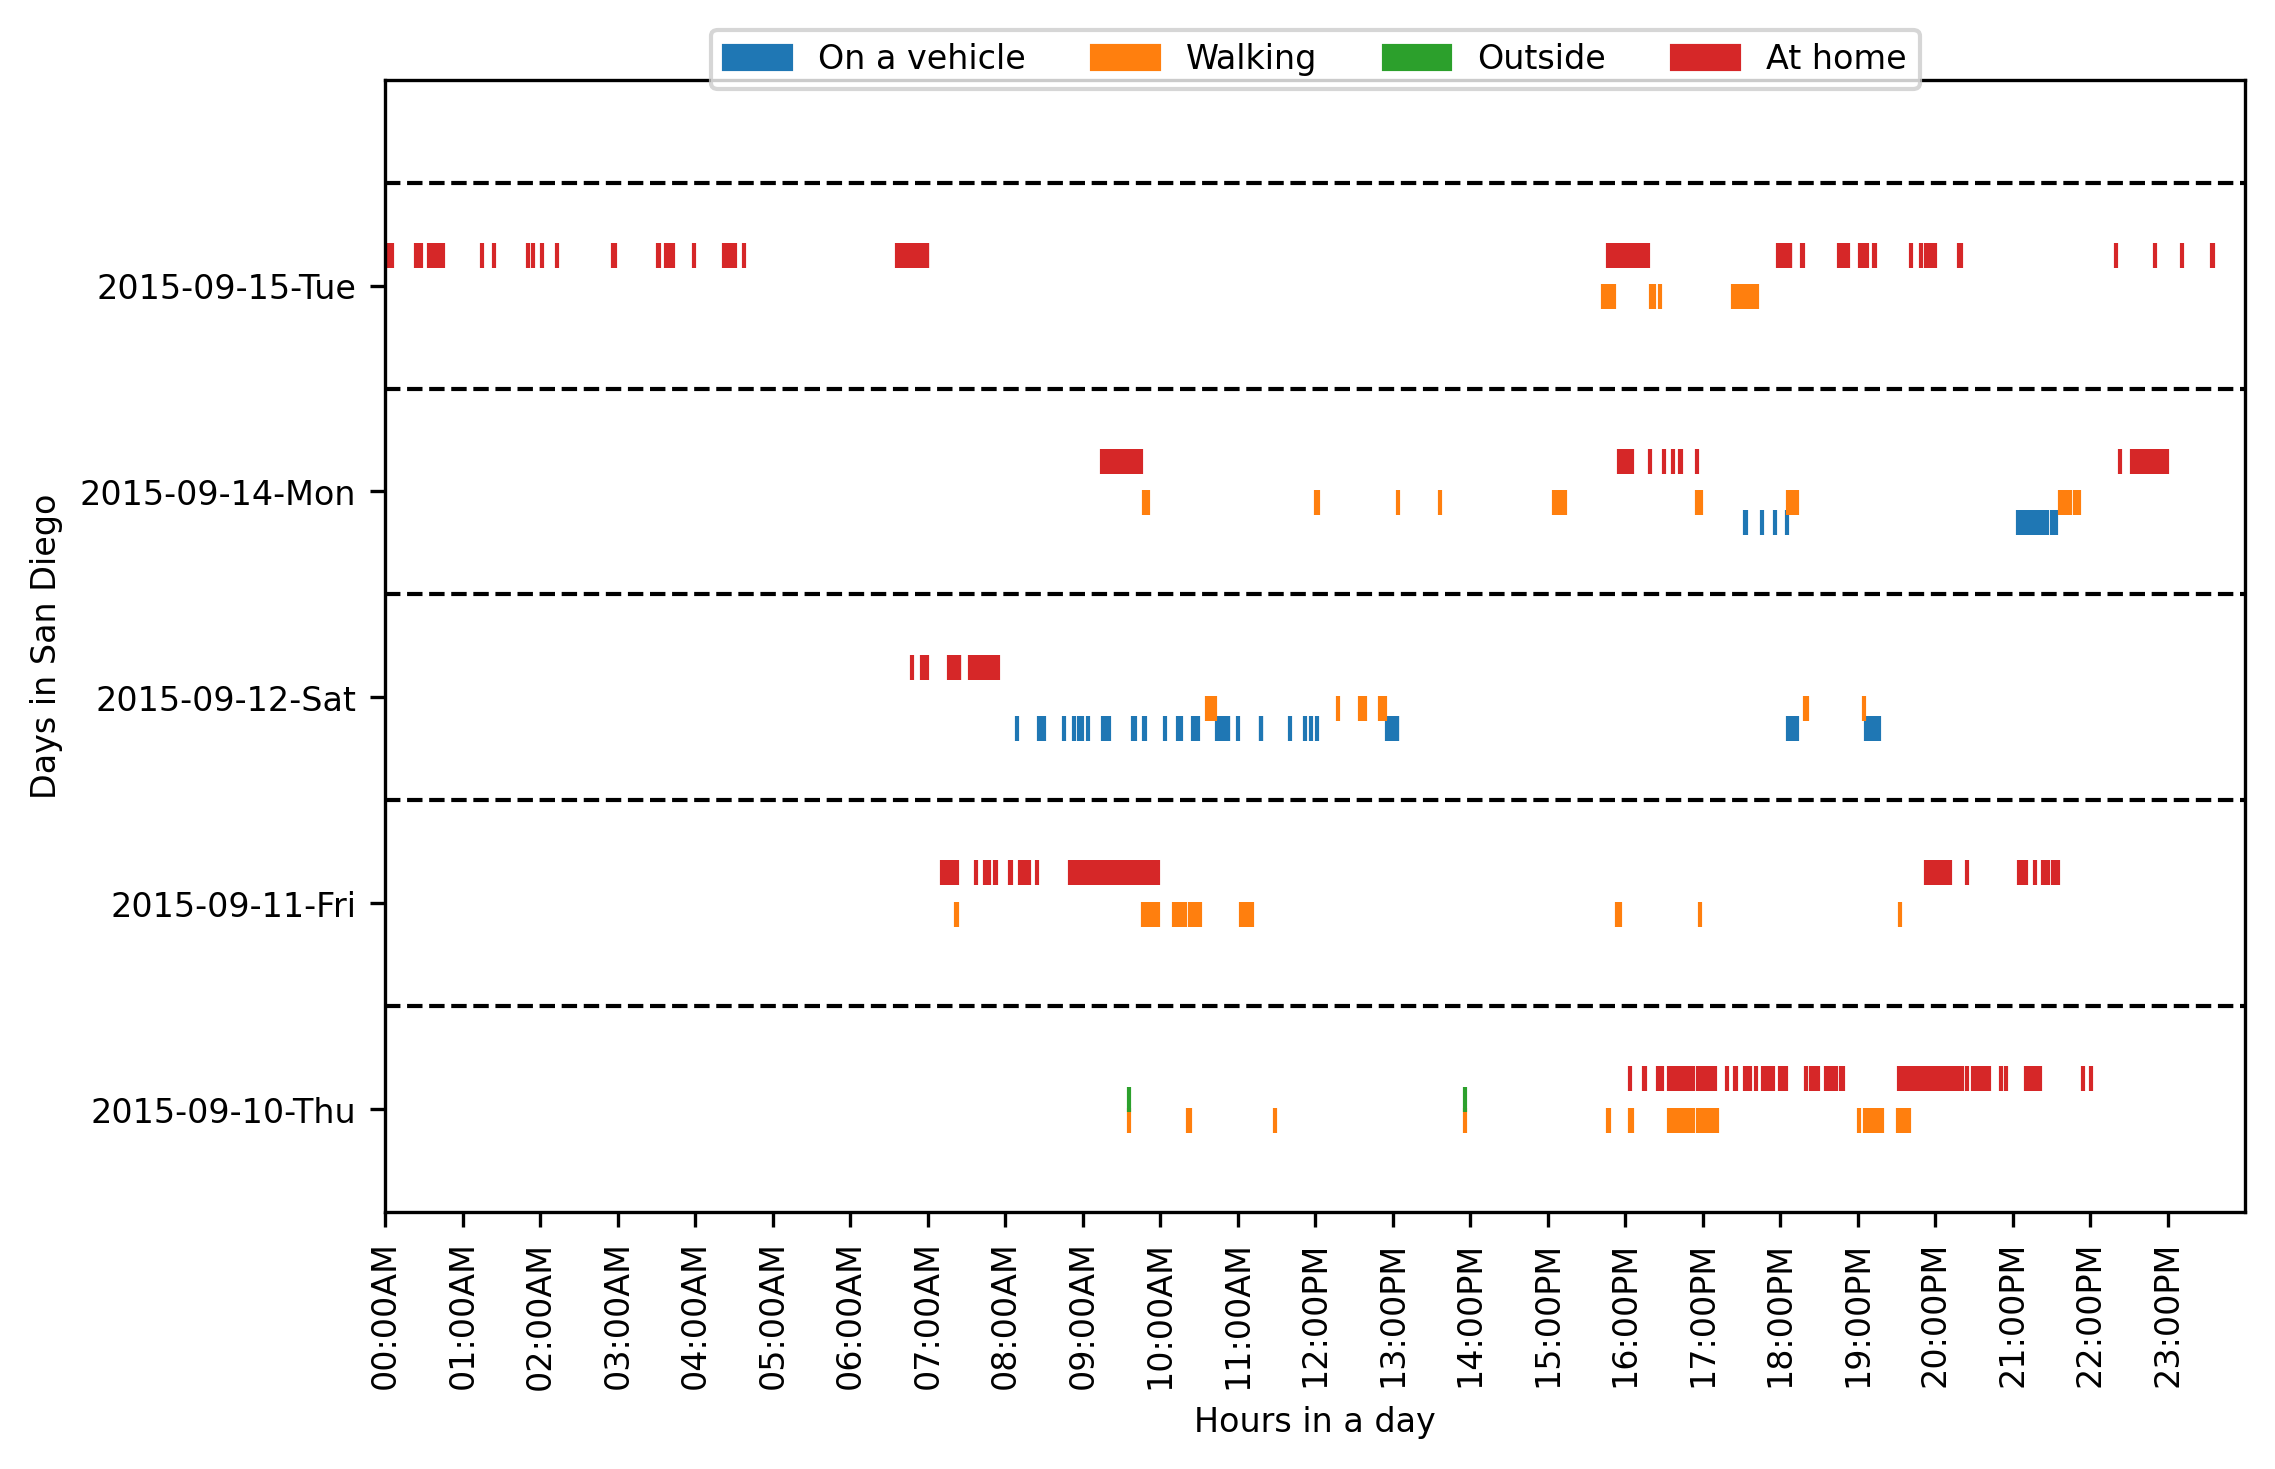 On a vehicle Walking Outside At home
2015-09-15-Tue
2015-09-14-Mon
2015-09-12-Sat
2015-09-11-Fri
2015-09-10-Thu
Days in San Diego
00:00AM
01:00AM
02:00AM
03:00AM
04:00AM
05:00AM
06:00AM
07:00AM
08:00AM
09:00AM
10:00AM
11:00AM
12:00PM
13:00PM
14:00PM
15:00PM
16:00PM
17:00PM
18:00PM
19:00PM
20:00PM
21:00PM
22:00PM
23:00PM
Hours in a day